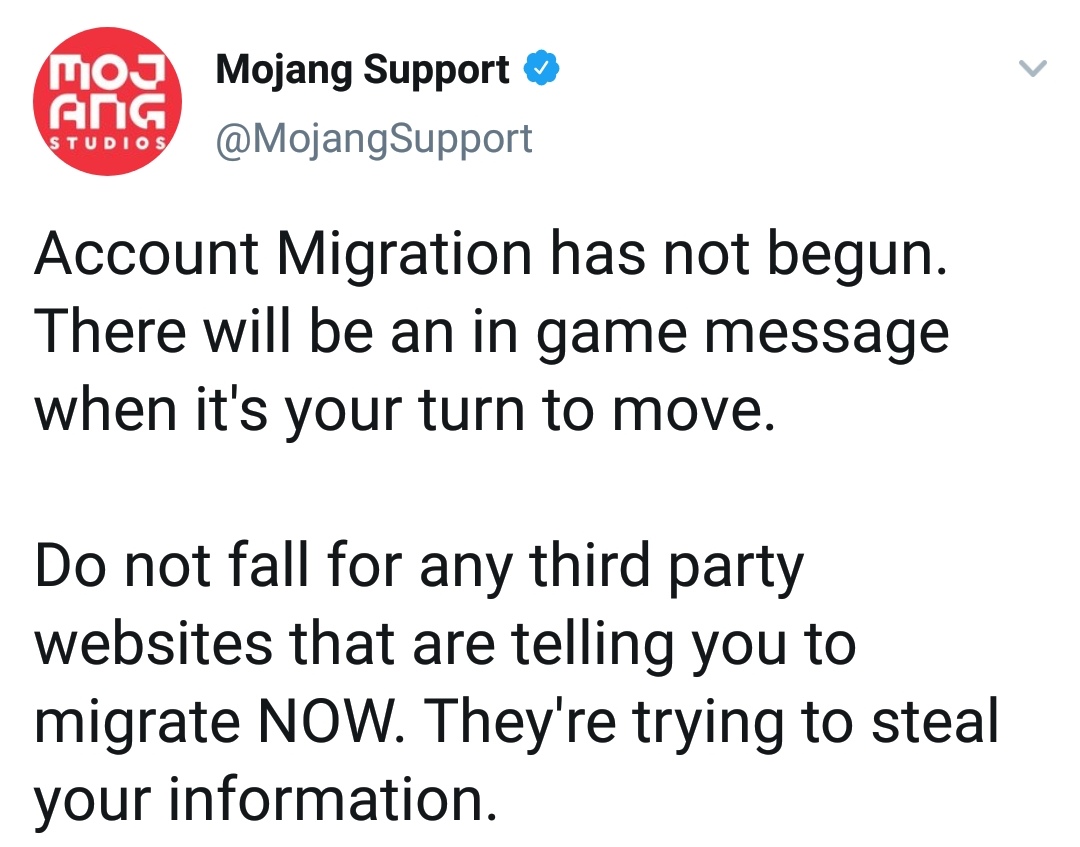 MOJ
ANG
STUDIOS
Mojang Support
@MojangSupport
Account Migration has not begun.
There will be an in game message
when it's your turn to move.
Do not fall for any third party
websites that are telling you to
migrate NOW. They're trying to steal
your information.